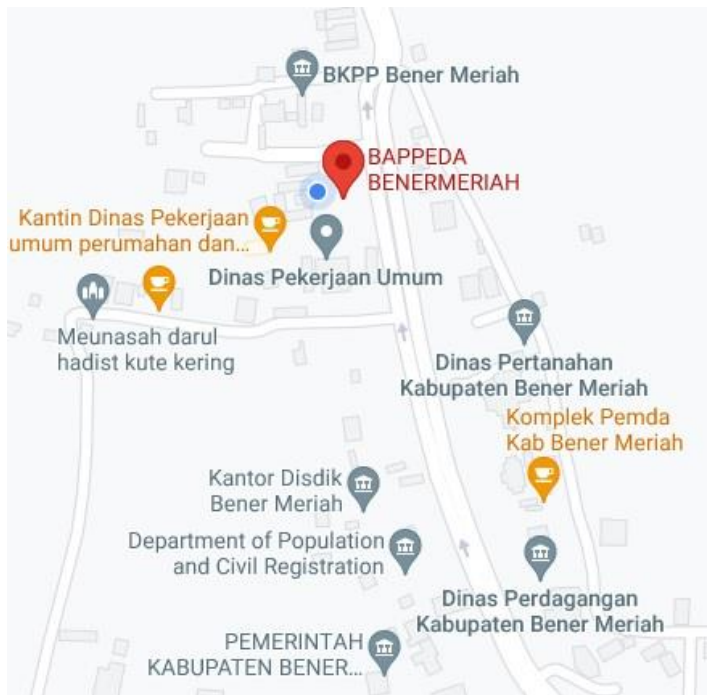 BKPP Bener Meriah
BAPPEDA
BENERMERIAH
Kantin Dinas Pekerjaan
umum perumahan dan...
Dinas Pekerjaan Umum
Meunasah darul
hadist kute kering
Dinas Pertanahan
Kabupaten Bener Meriah
Komplek Pemda
Kab Bener Meriah
Kantor Disdik
Bener Meriah
Department of Population
and Civil Registration
Dinas Perdagangan
Kabupaten Bener Meriah
PEMERINTAH
KABUPATEN BENER...